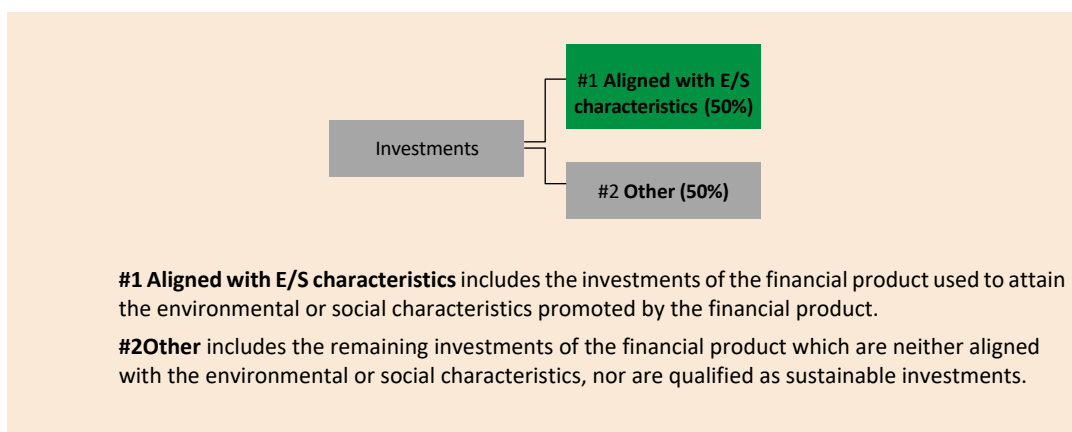 #1 Aligned with E/S
characteristics (50%)
Investments
#2 Other (50%)
#1 Aligned with E/S characteristics includes the investments of the financial product used to attain
the environmental or social characteristics promoted by the financial product.
#2Other includes the remaining investments of the financial product which are neither aligned
with the environmental or social characteristics, nor are qualified as sustainable investments.